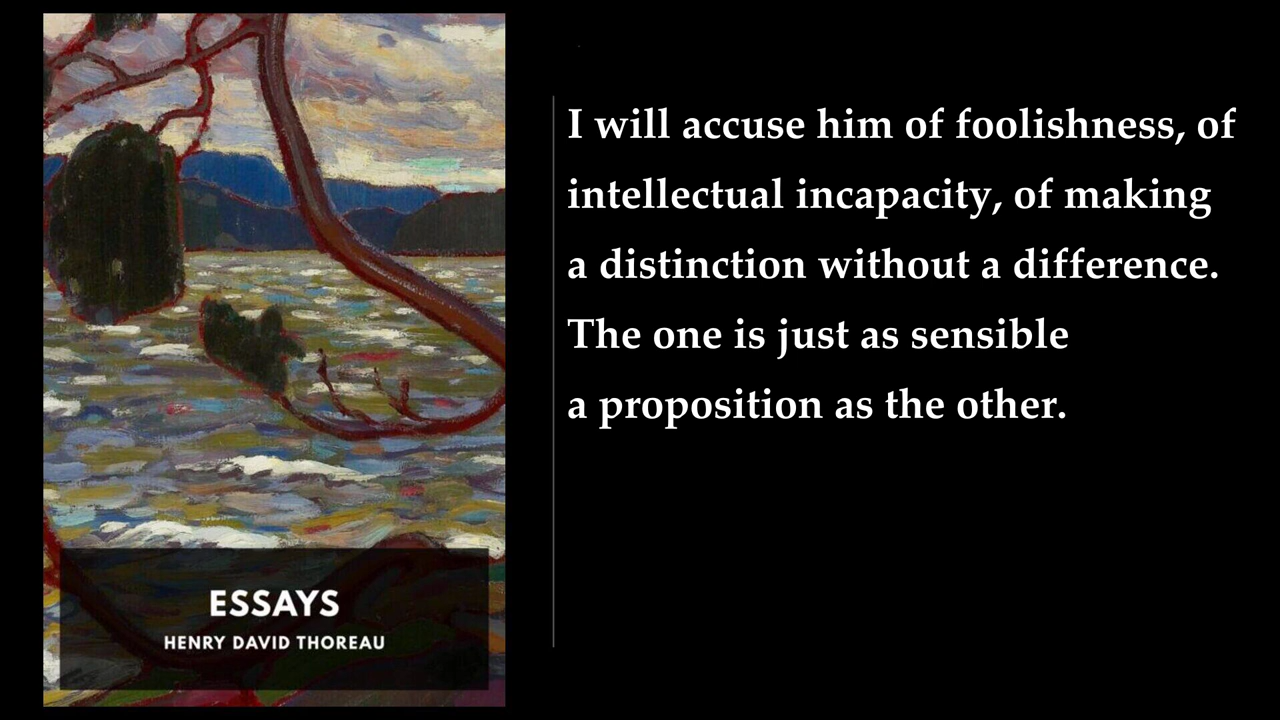 I will accuse him of foolishness, of
intellectual incapacity, of making
a distinction without a difference.
The one is just as sensible
a proposition as the other.
ESSAYS
HENRY DAVID THOREAU